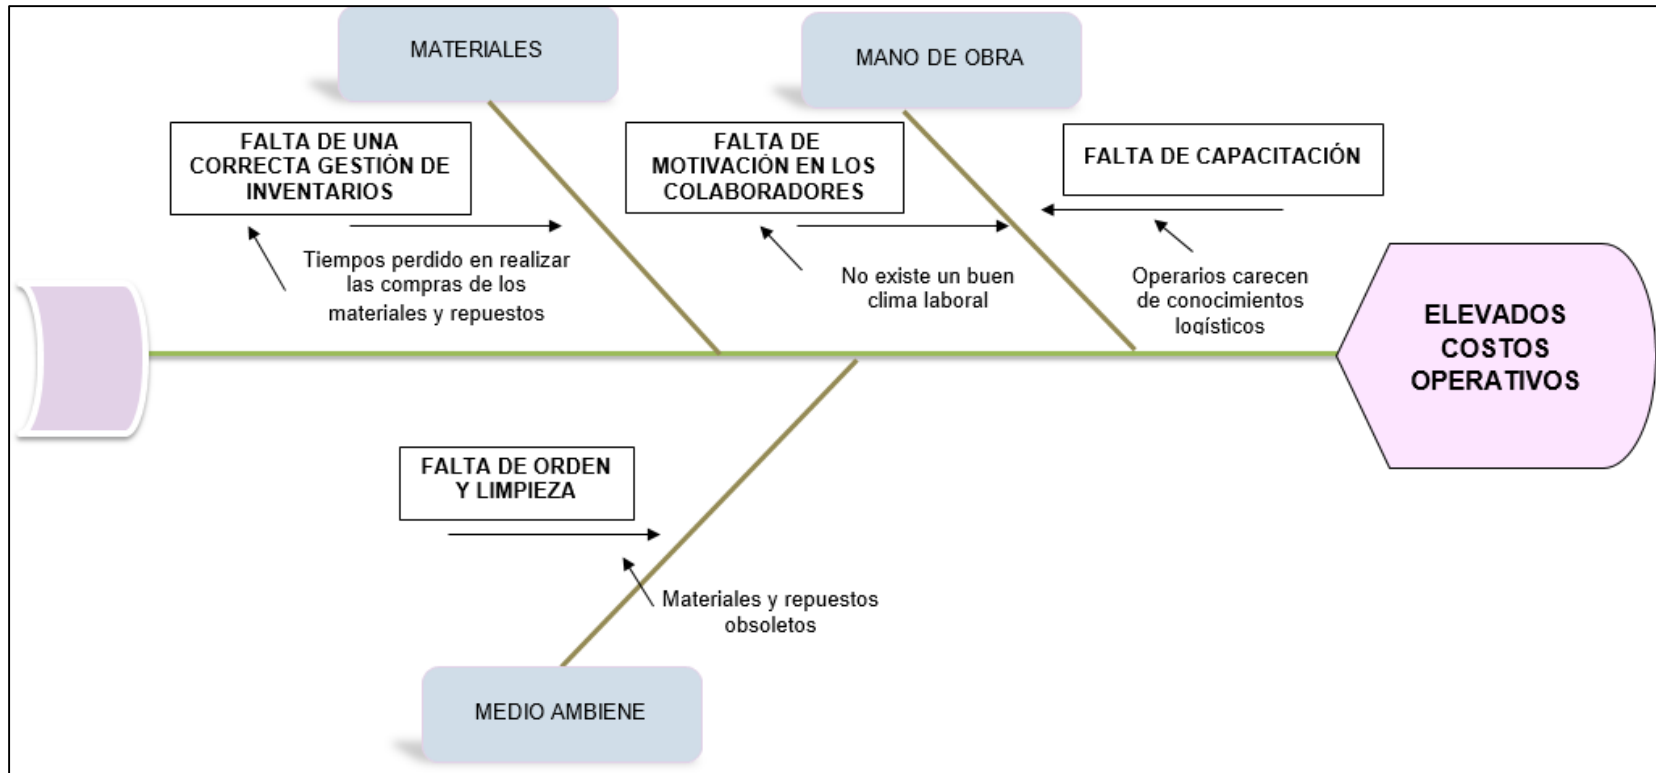 MATERIALES
MANO DE OBRA
FALTA DE UNA
CORRECTA GESTIÓN DE
INVENTARIOS
FALTA DE
MOTIVACIÓN EN LOS
COLABORADORES
FALTA DE CAPACITACIÓN
Tiempos perdido en realizar
las compras de los
materiales y repuestos
No existe un buen
clima laboral
Operarios carecen
de conocimientos
logísticos
ELEVADOS
COSTOS
OPERATIVOS
FALTA DE ORDEN
Y LIMPIEZA
Materiales y repuestos
obsoletos
MEDIO AMBIENE